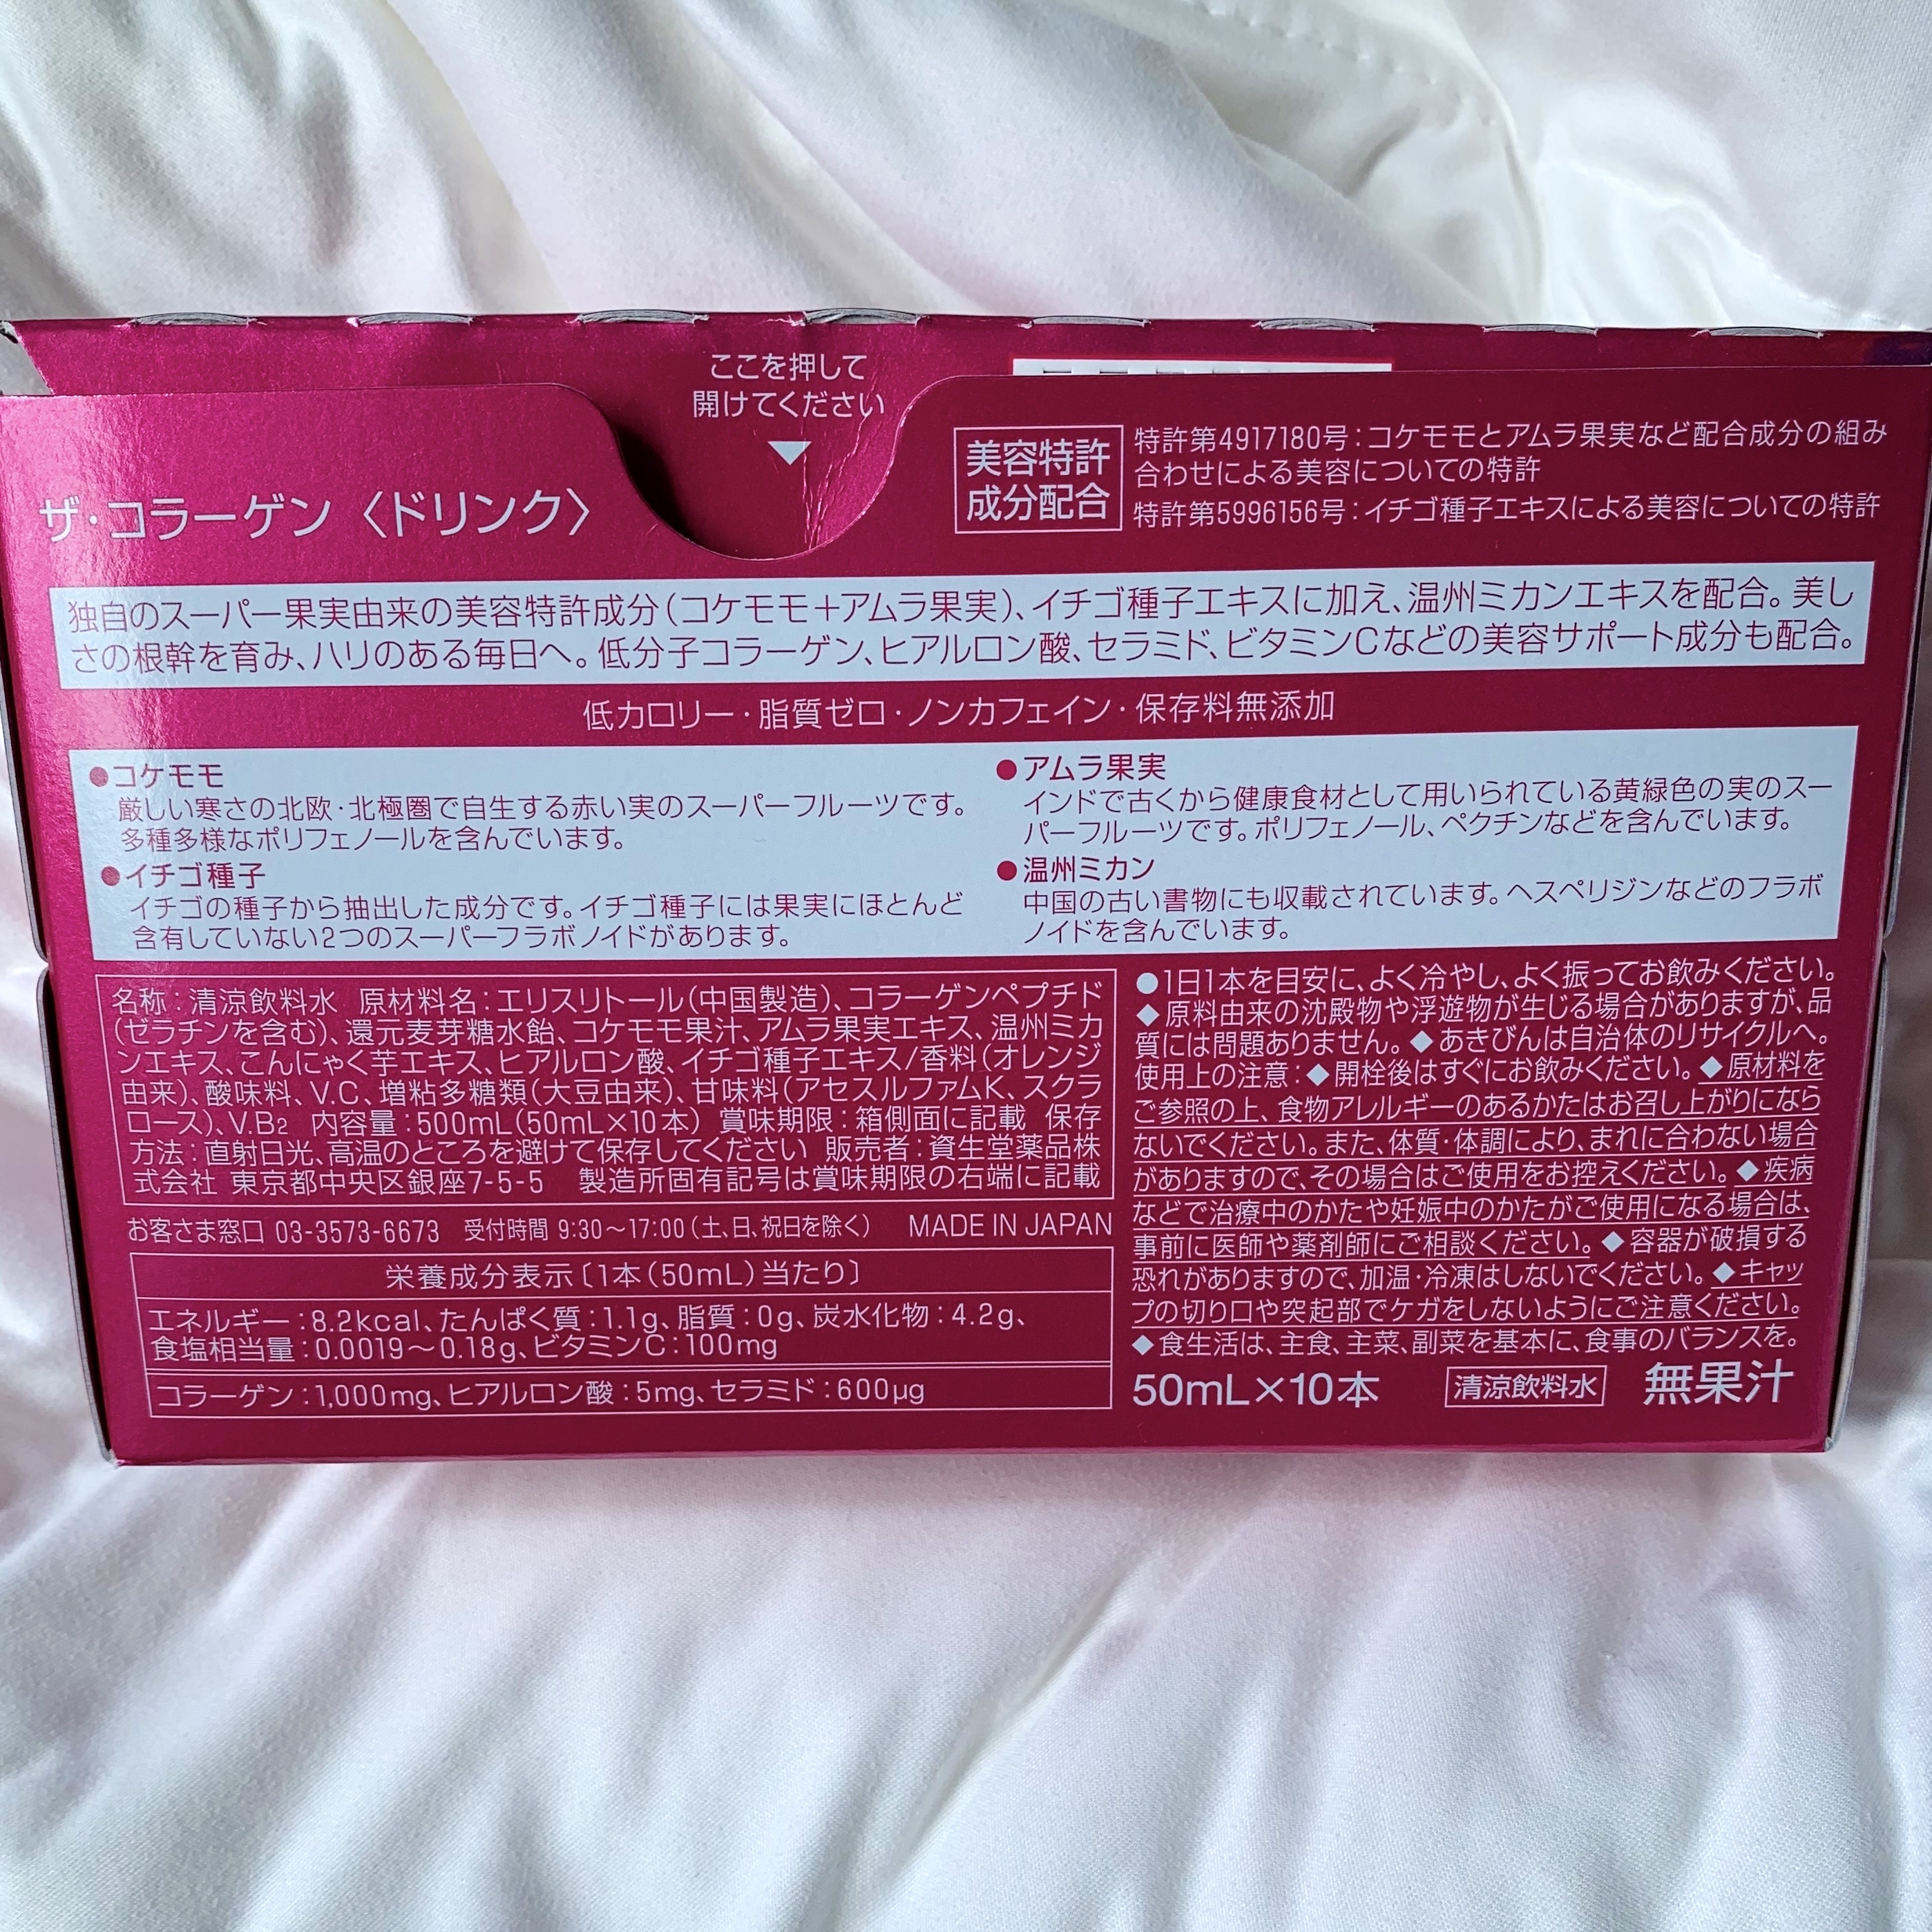 ここを押して
開けてください
ザ・コラーゲン〈ドリンク〉
美容特許
成分配合
特許第4917180号：コケモモとアムラ果実など配合成分の組み
合わせによる美容についての特許
特許第5996156号：イチゴ種子エキスによる美容についての特許
独自のスーパー果実由来の美容特許成分（コケモモ＋アムラ果実）、イチゴ種子エキスに加え、温州ミカンエキスを配合。美し
さの根幹を育み、ハリのある毎日へ。低分子コラーゲン、ヒアルロン酸、セラミド、ビタミンCなどの美容サポート成分も配合。
低カロリー・脂質ゼロ・ノンカフェイン・保存料無添加
●コケモモ
厳しい寒さの北欧・北極圏で自生する赤い実のスーパーフルーツです。
多種多様なポリフェノールを含んでいます。
●イチゴ種子
イチゴの種子から抽出した成分です。イチゴ種子には果実にほとんど
含有していない2つのスーパーフラボノイドがあります。
●アムラ果実
インドで古くから健康食材として用いられている黄緑色の実のスー
パーフルーツです。ポリフェノール、ペクチンなどを含んでいます。
●温州ミカン
中国の古い書物にも収載されています。ヘスペリジンなどのフラボ
ノイドを含んでいます。
名称：清涼飲料水 原材料名：エリスリトール（中国製造）、コラーゲンペプチド
（ゼラチンを含む）、還元麦芽糖水飴、コケモモ果汁、アムラ果実エキス、温州ミカ
ンエキス、こんにゃく芋エキス、ヒアルロン酸、イチゴ種子エキス/香料（オレンジ
由来）、酸味料、V.C、増粘多糖類（大豆由来）、甘味料（アセスルファムK、スクラ
ロース）、V.B2 内容量：500mL（50mL×10本） 賞味期限：箱側面に記載 保存
方法：直射日光、高温のところを避けて保存してください 販売者：資生堂薬品株
式会社 東京都中央区銀座7-5-5 製造所固有記号は賞味期限の右端に記載
お客さま窓口 03-3573-6673 受付時間 9:30～17:00（土、日、祝日を除く） MADE IN JAPAN
栄養成分表示〔1本（50mL）当たり〕
エネルギー：8.2kcal、たんぱく質：1.1g、脂質：0g、炭水化物：4.2g、
食塩相当量：0.0019～0.18g、ビタミンC：100mg
コラーゲン：1,000mg、ヒアルロン酸：5mg、セラミド：600μg
●1日1本を目安に、よく冷やし、よく振ってお飲みください。
◆原料由来の沈殿物や浮遊物が生じる場合がありますが、品
質には問題ありません。◆あきびんは自治体のリサイクルへ。
使用上の注意：◆開栓後はすぐにお飲みください。◆原材料を
ご参照の上、食物アレルギーのあるかたはお召し上がりになら
ないでください。また、体質・体調により、まれに合わない場合
がありますので、その場合はご使用をお控えください。◆疾病
などで治療中のかたや妊娠中のかたがご使用になる場合は、
事前に医師や薬剤師にご相談ください。◆容器が破損する
恐れがありますので、加温・冷凍はしないでください。◆キャッ
プの切り口や突起部でケガをしないようにご注意ください。
◆食生活は、主食、主菜、副菜を基本に、食事のバランスを。
50mL×10本 清涼飲料水 無果汁